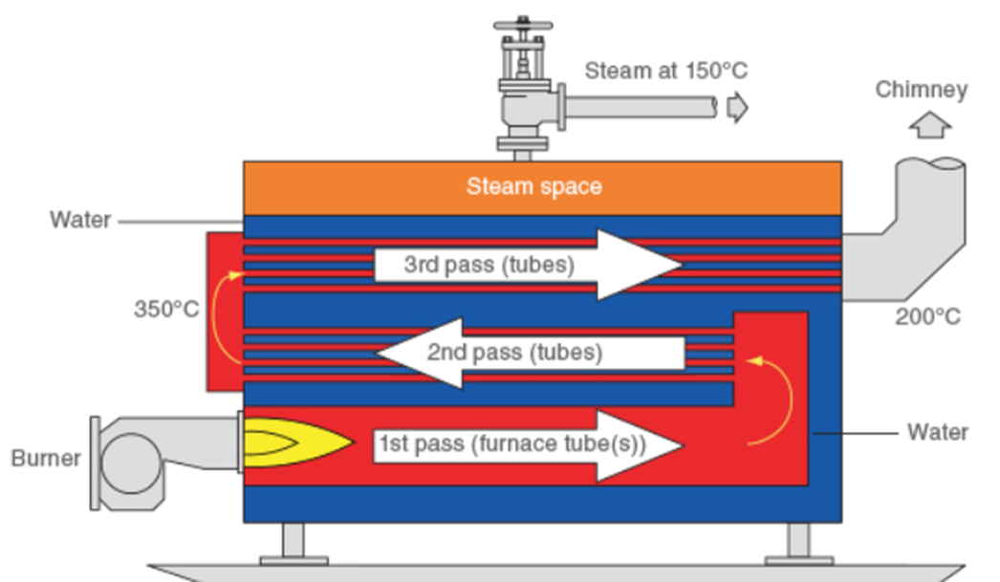 Steam at 150°C
Chimney
Steam space
Water
3rd pass (tubes)
350°C
200°C
2nd pass (tubes)
Water
1st pass (furnace tube(s))
Burner